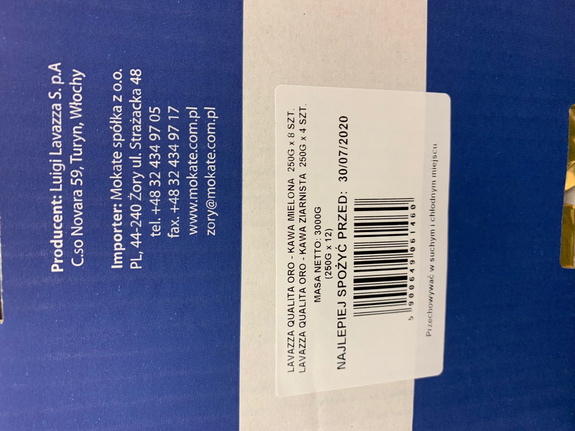 Producent: Luigi Lavazza S. p.A
C.so Novara 59, Turyn, Włochy
Importer: Mokate spółka z o.o.
PL, 44-240 Żory ul. Strażacka 48
tel. +48 32 434 97 05
fax. +48 32 434 97 17
www.mokate.com.pl
zory@mokate.com.pl
LAVAZZA QUALITA ORO - KAWA MIELONA 250G x 8 SZT.
LAVAZZA QUALITA ORO - KAWA ZIARNISTA 250G x 4 SZT.
MASA NETTO: 3000G
(250G x 12)
NAJLEPIEJ SPOŻYĆ PRZED: 30/07/2020
5 900649 061460
Przechowywać w suchym i chłodnym miejscu